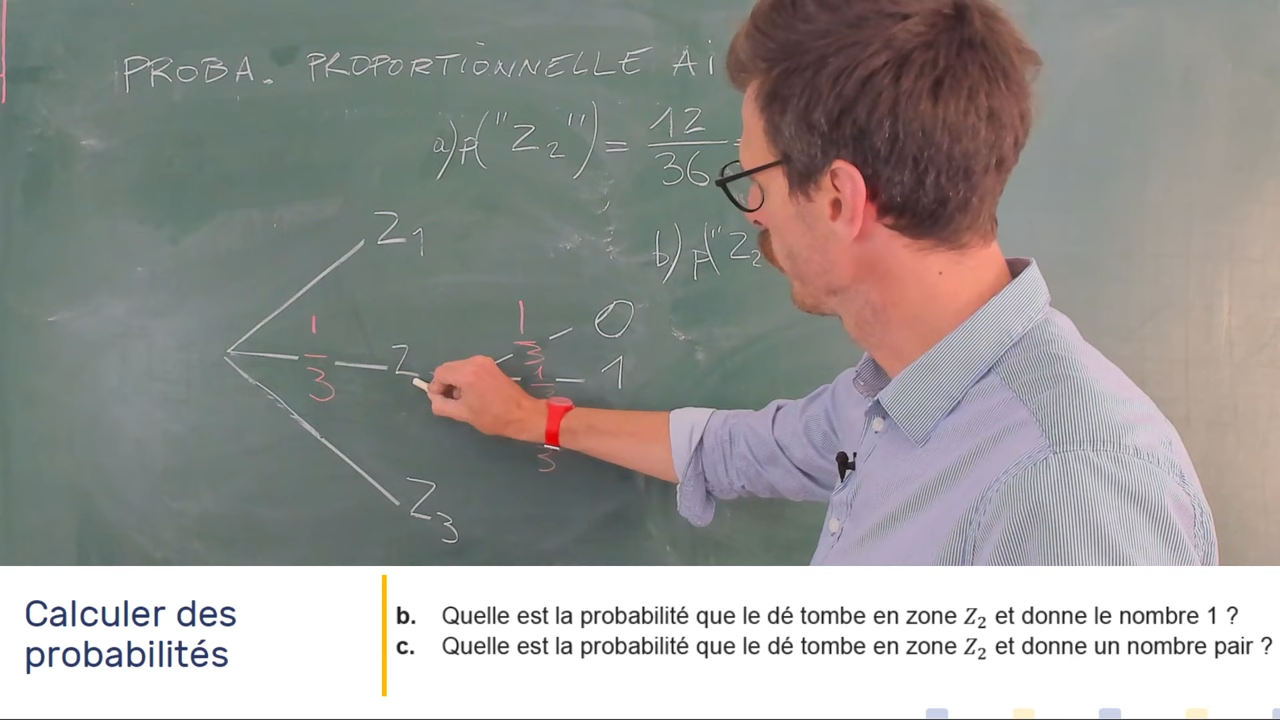 PROBA. PROPORTIONNELLE AI
a) p("Z2") = 12/36
b) p("Z2
Z1
1/3
Z
1/3
0
1/3
1
3
Z3
Calculer des
probabilités
b. Quelle est la probabilité que le dé tombe en zone Z2 et donne le nombre 1 ?
c. Quelle est la probabilité que le dé tombe en zone Z2 et donne un nombre pair ?